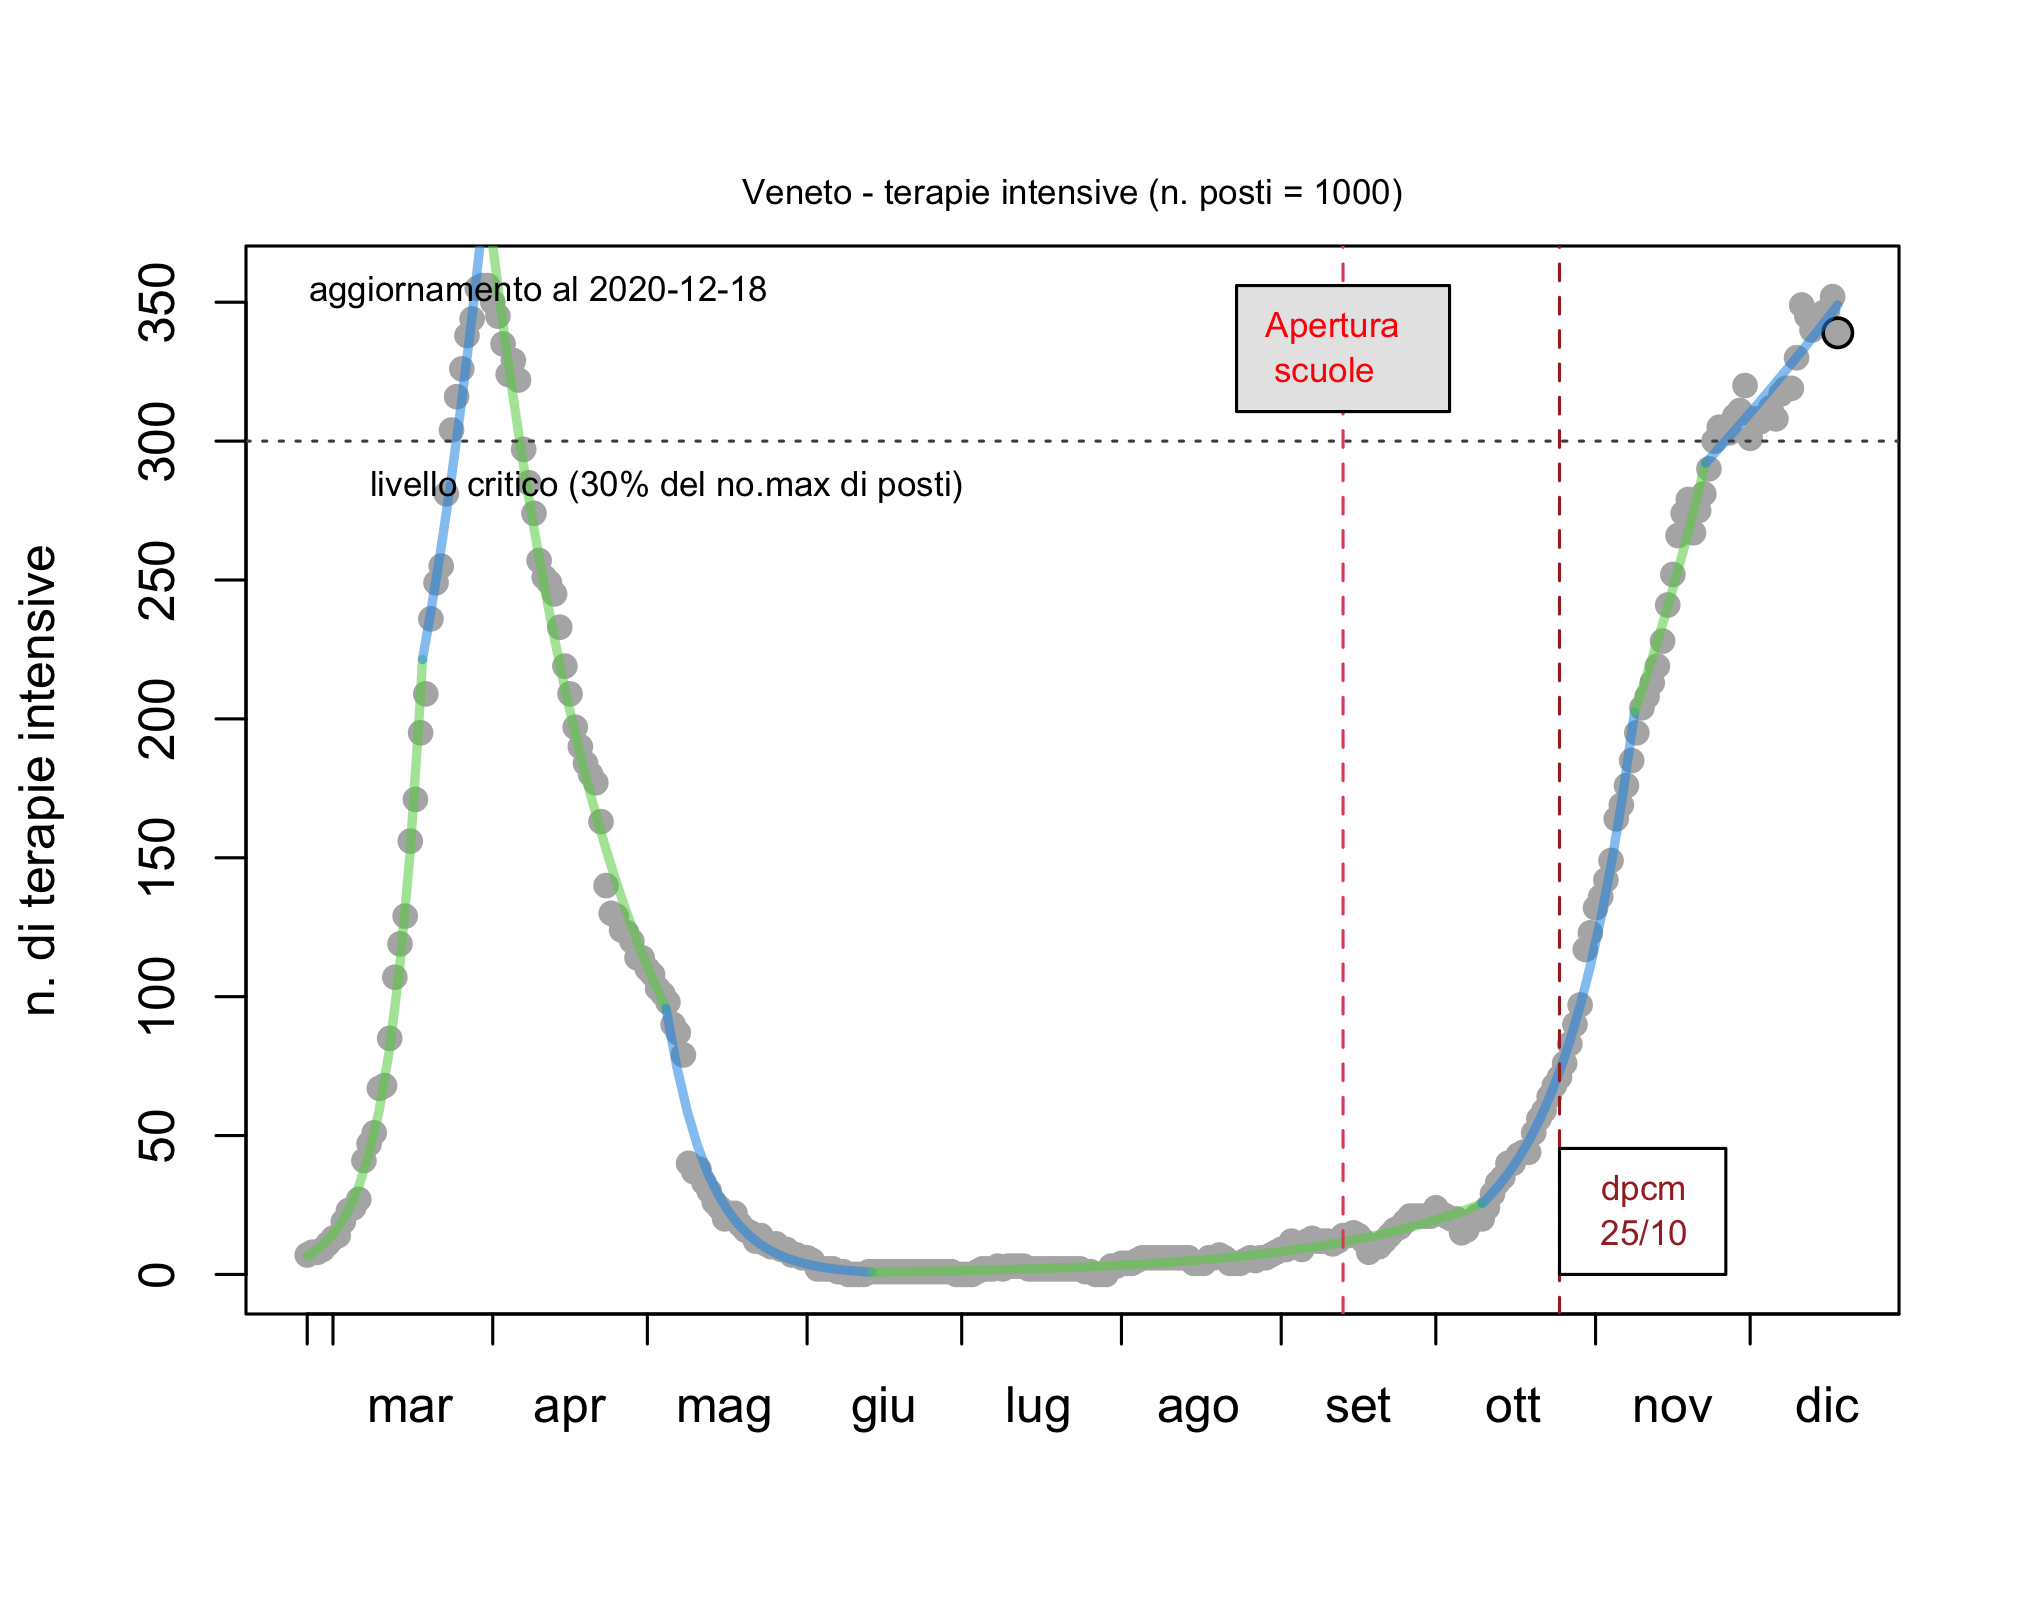 Veneto - terapie intensive (n. posti = 1000)
aggiornamento al 2020-12-18
Apertura
scuole
livello critico (30% del no.max di posti)
n. di terapie intensive
350
300
250
200
150
100
50
0
dpcm
25/10
mar apr mag giu lug ago set ott nov dic